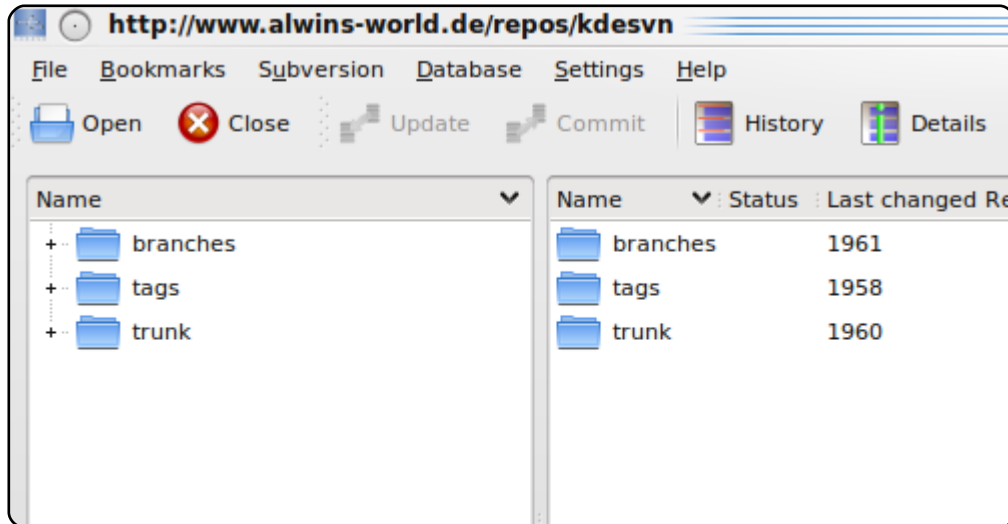 http://www.alwins-world.de/repos/kdesvn
File Bookmarks Subversion Database Settings Help
Open Close Update Commit History Details
Name Name Status Last changed Re
branches branches 1961
tags tags 1958
trunk trunk 1960